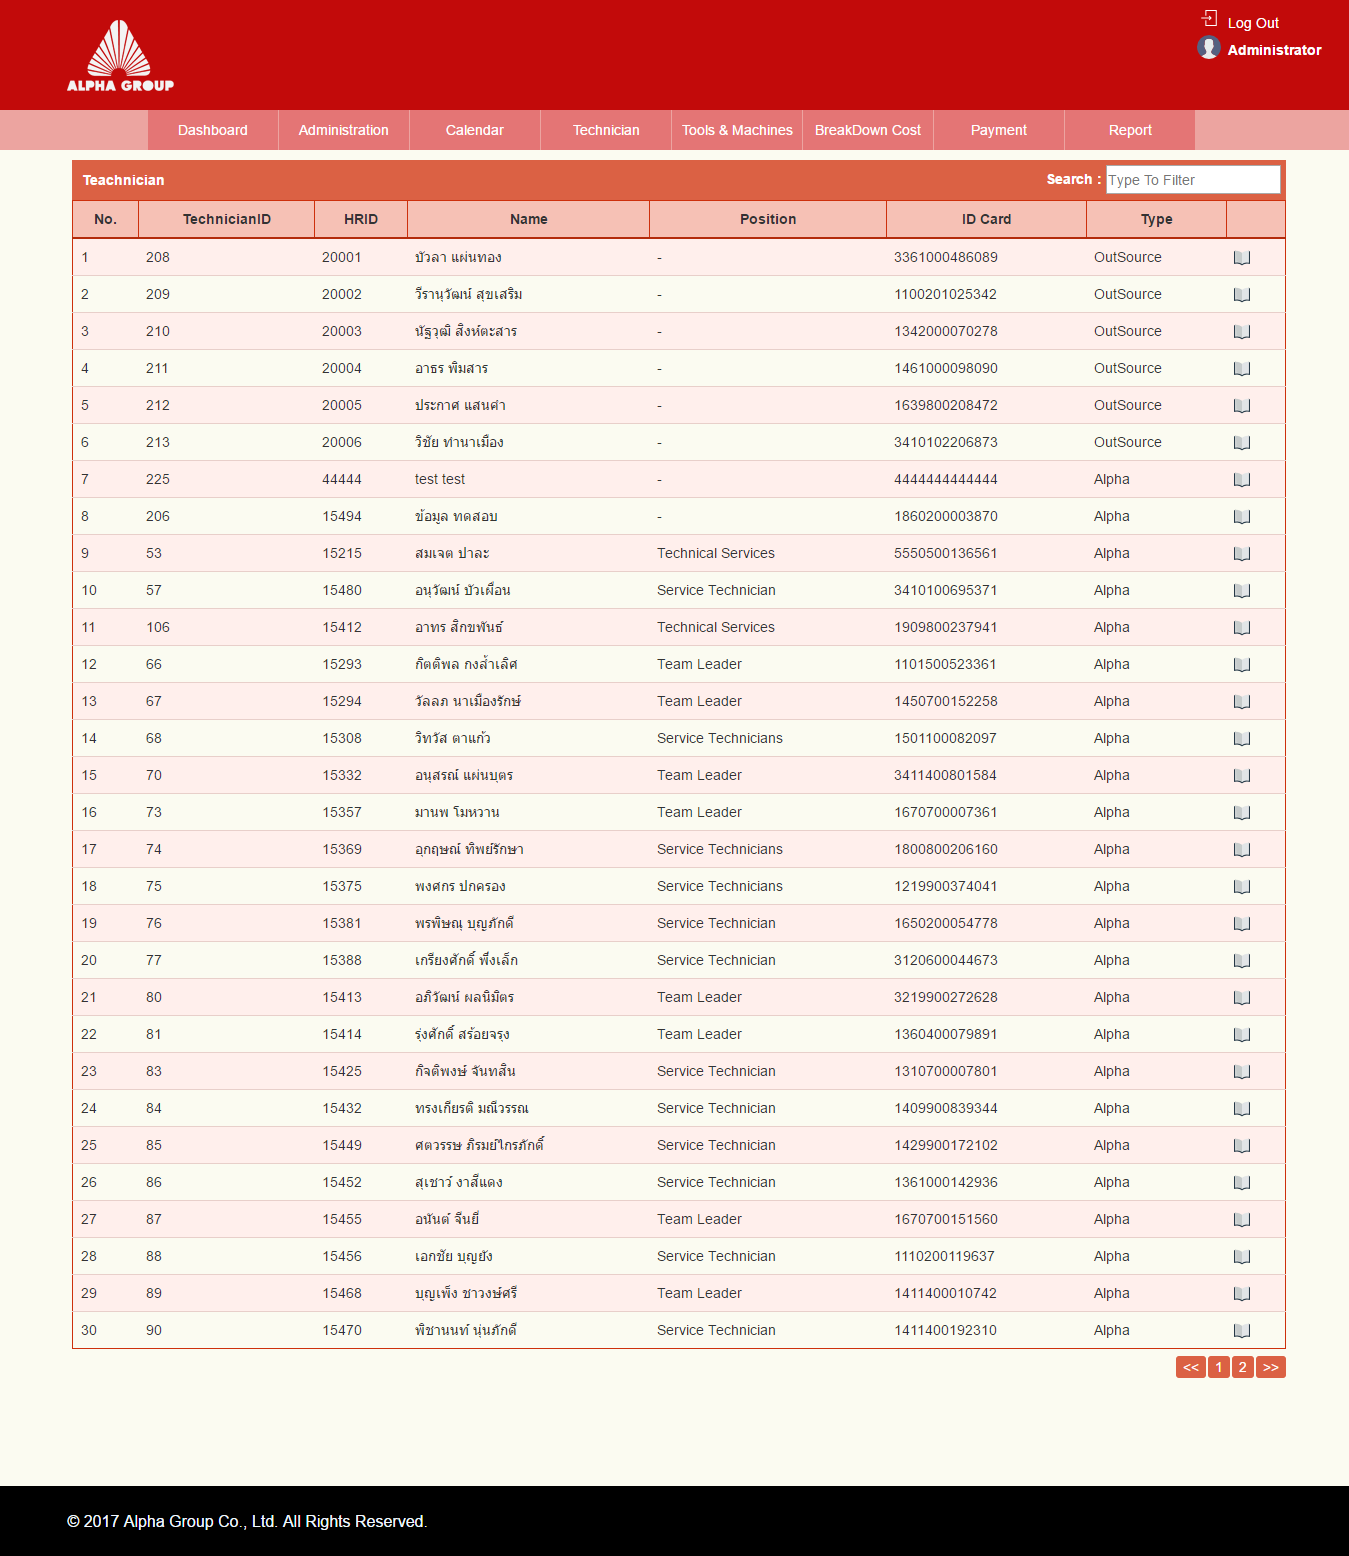 ALPHA GROUP
Log Out
Administrator
Dashboard Administration Calendar Technician Tools & Machines BreakDown Cost Payment Report
Teachnician Search : Type To Filter
No. TechnicianID HRID Name Position ID Card Type
1 208 20001 บัวลา แผ่นทอง - 3361000486089 OutSource
2 209 20002 วีรานุวัฒน์ สุขเสริม - 1100201025342 OutSource
3 210 20003 นัฐวุฒิ สิงห์ตะสาร - 1342000070278 OutSource
4 211 20004 อาธร พิมสาร - 1461000098090 OutSource
5 212 20005 ประกาศ แสนคำ - 1639800208472 OutSource
6 213 20006 วิชัย ทำนาเมือง - 3410102206873 OutSource
7 225 44444 test test - 4444444444444 Alpha
8 206 15494 ข้อมูล ทดสอบ - 1860200003870 Alpha
9 53 15215 สมเจต ปาละ Technical Services 5550500136561 Alpha
10 57 15480 อนุวัฒน์ บัวเผื่อน Service Technician 3410100695371 Alpha
11 106 15412 อาทร สิกขพันธ์ Technical Services 1909800237941 Alpha
12 66 15293 กิตติพล กงล้ำเลิศ Team Leader 1101500523361 Alpha
13 67 15294 วัลลภ นาเมืองรักษ์ Team Leader 1450700152258 Alpha
14 68 15308 วิทวัส ตาแก้ว Service Technicians 1501100082097 Alpha
15 70 15332 อนุสรณ์ แผ่นบุตร Team Leader 3411400801584 Alpha
16 73 15357 มานพ โมหวาน Team Leader 1670700007361 Alpha
17 74 15369 อุกฤษณ์ ทิพย์รักษา Service Technicians 1800800206160 Alpha
18 75 15375 พงศกร ปกครอง Service Technicians 1219900374041 Alpha
19 76 15381 พรพิษณุ บุญภักดี Service Technician 1650200054778 Alpha
20 77 15388 เกรียงศักดิ์ พึ่งเล็ก Service Technician 3120600044673 Alpha
21 80 15413 อภิวัฒน์ ผลนิมิตร Team Leader 3219900272628 Alpha
22 81 15414 รุ่งศักดิ์ สร้อยจรุง Team Leader 1360400079891 Alpha
23 83 15425 กิจติพงษ์ จันทสิน Service Technician 1310700007801 Alpha
24 84 15432 ทรงเกียรติ มณีวรรณ Service Technician 1409900839344 Alpha
25 85 15449 ศตวรรษ ภิรมย์ไกรภักดิ์ Service Technician 1429900172102 Alpha
26 86 15452 สุเชาว์ งาสีแดง Service Technician 1361000142936 Alpha
27 87 15455 อนันต์ จีนยี่ Team Leader 1670700151560 Alpha
28 88 15456 เอกชัย บุญยัง Service Technician 1110200119637 Alpha
29 89 15468 บุญเพ็ง ชาวงษ์ศรี Team Leader 1411400010742 Alpha
30 90 15470 พิชานนท์ นุ่นภักดี Service Technician 1411400192310 Alpha
<< 1 2 >>
© 2017 Alpha Group Co., Ltd. All Rights Reserved.